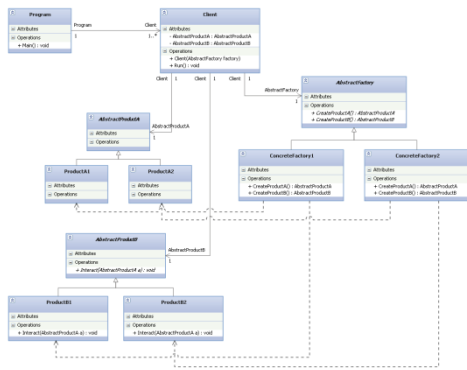 Program
Attributes
Operations
+ Main() : void
Program
1
Client
1..*
Client
Attributes
- AbstractProductA : AbstractProductA
- AbstractProductB : AbstractProductB
Operations
+ Client(AbstractFactory factory)
+ Run() : void
Client
1
1
Client
1
AbstractFactory
1
AbstractFactory
Attributes
Operations
+ CreateProductA() : AbstractProductA
+ CreateProductB() : AbstractProductB
AbstractProductA
Attributes
Operations
AbstractProductA
1
ProductA1
Attributes
Operations
ProductA2
Attributes
Operations
ConcreteFactory1
Attributes
Operations
+ CreateProductA() : AbstractProductA
+ CreateProductB() : AbstractProductB
ConcreteFactory2
Attributes
Operations
+ CreateProductA() : AbstractProductA
+ CreateProductB() : AbstractProductB
AbstractProductB
Attributes
Operations
+ Interact(AbstractProductA a) : void
AbstractProductB
1
ProductB1
Attributes
Operations
+ Interact(AbstractProductA a) : void
ProductB2
Attributes
Operations
+ Interact(AbstractProductA a) : void